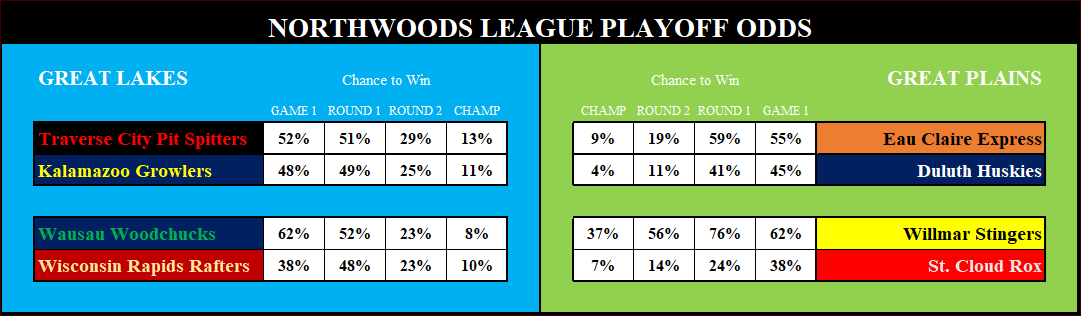 NORTHWOODS LEAGUE PLAYOFF ODDS
GREAT LAKES Chance to Win
GAME 1 ROUND 1 ROUND 2 CHAMP
Traverse City Pit Spitters 52% 51% 29% 13%
Kalamazoo Growlers 48% 49% 25% 11%
Wausau Woodchucks 62% 52% 23% 8%
Wisconsin Rapids Rafters 38% 48% 23% 10%
Chance to Win GREAT PLAINS
CHAMP ROUND 2 ROUND 1 GAME 1
9% 19% 59% 55% Eau Claire Express
4% 11% 41% 45% Duluth Huskies
37% 56% 76% 62% Willmar Stingers
7% 14% 24% 38% St. Cloud Rox